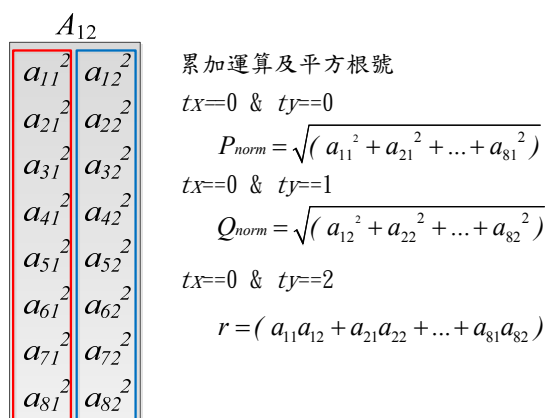 A₁₂
a₁₁² a₁₂²
a₂₁² a₂₂²
a₃₁² a₃₂²
a₄₁² a₄₂²
a₅₁² a₅₂²
a₆₁² a₆₂²
a₇₁² a₇₂²
a₈₁² a₈₂²
累加運算及平方根號
tx==0 & ty==0
Pₙₒᵣₘ = √( a₁₁² + a₂₁² + ... + a₈₁² )
tx==0 & ty==1
Qₙₒᵣₘ = √( a₁₂² + a₂₂² + ... + a₈₂² )
tx==0 & ty==2
r = ( a₁₁a₁₂ + a₂₁a₂₂ + ... + a₈₁a₈₂ )